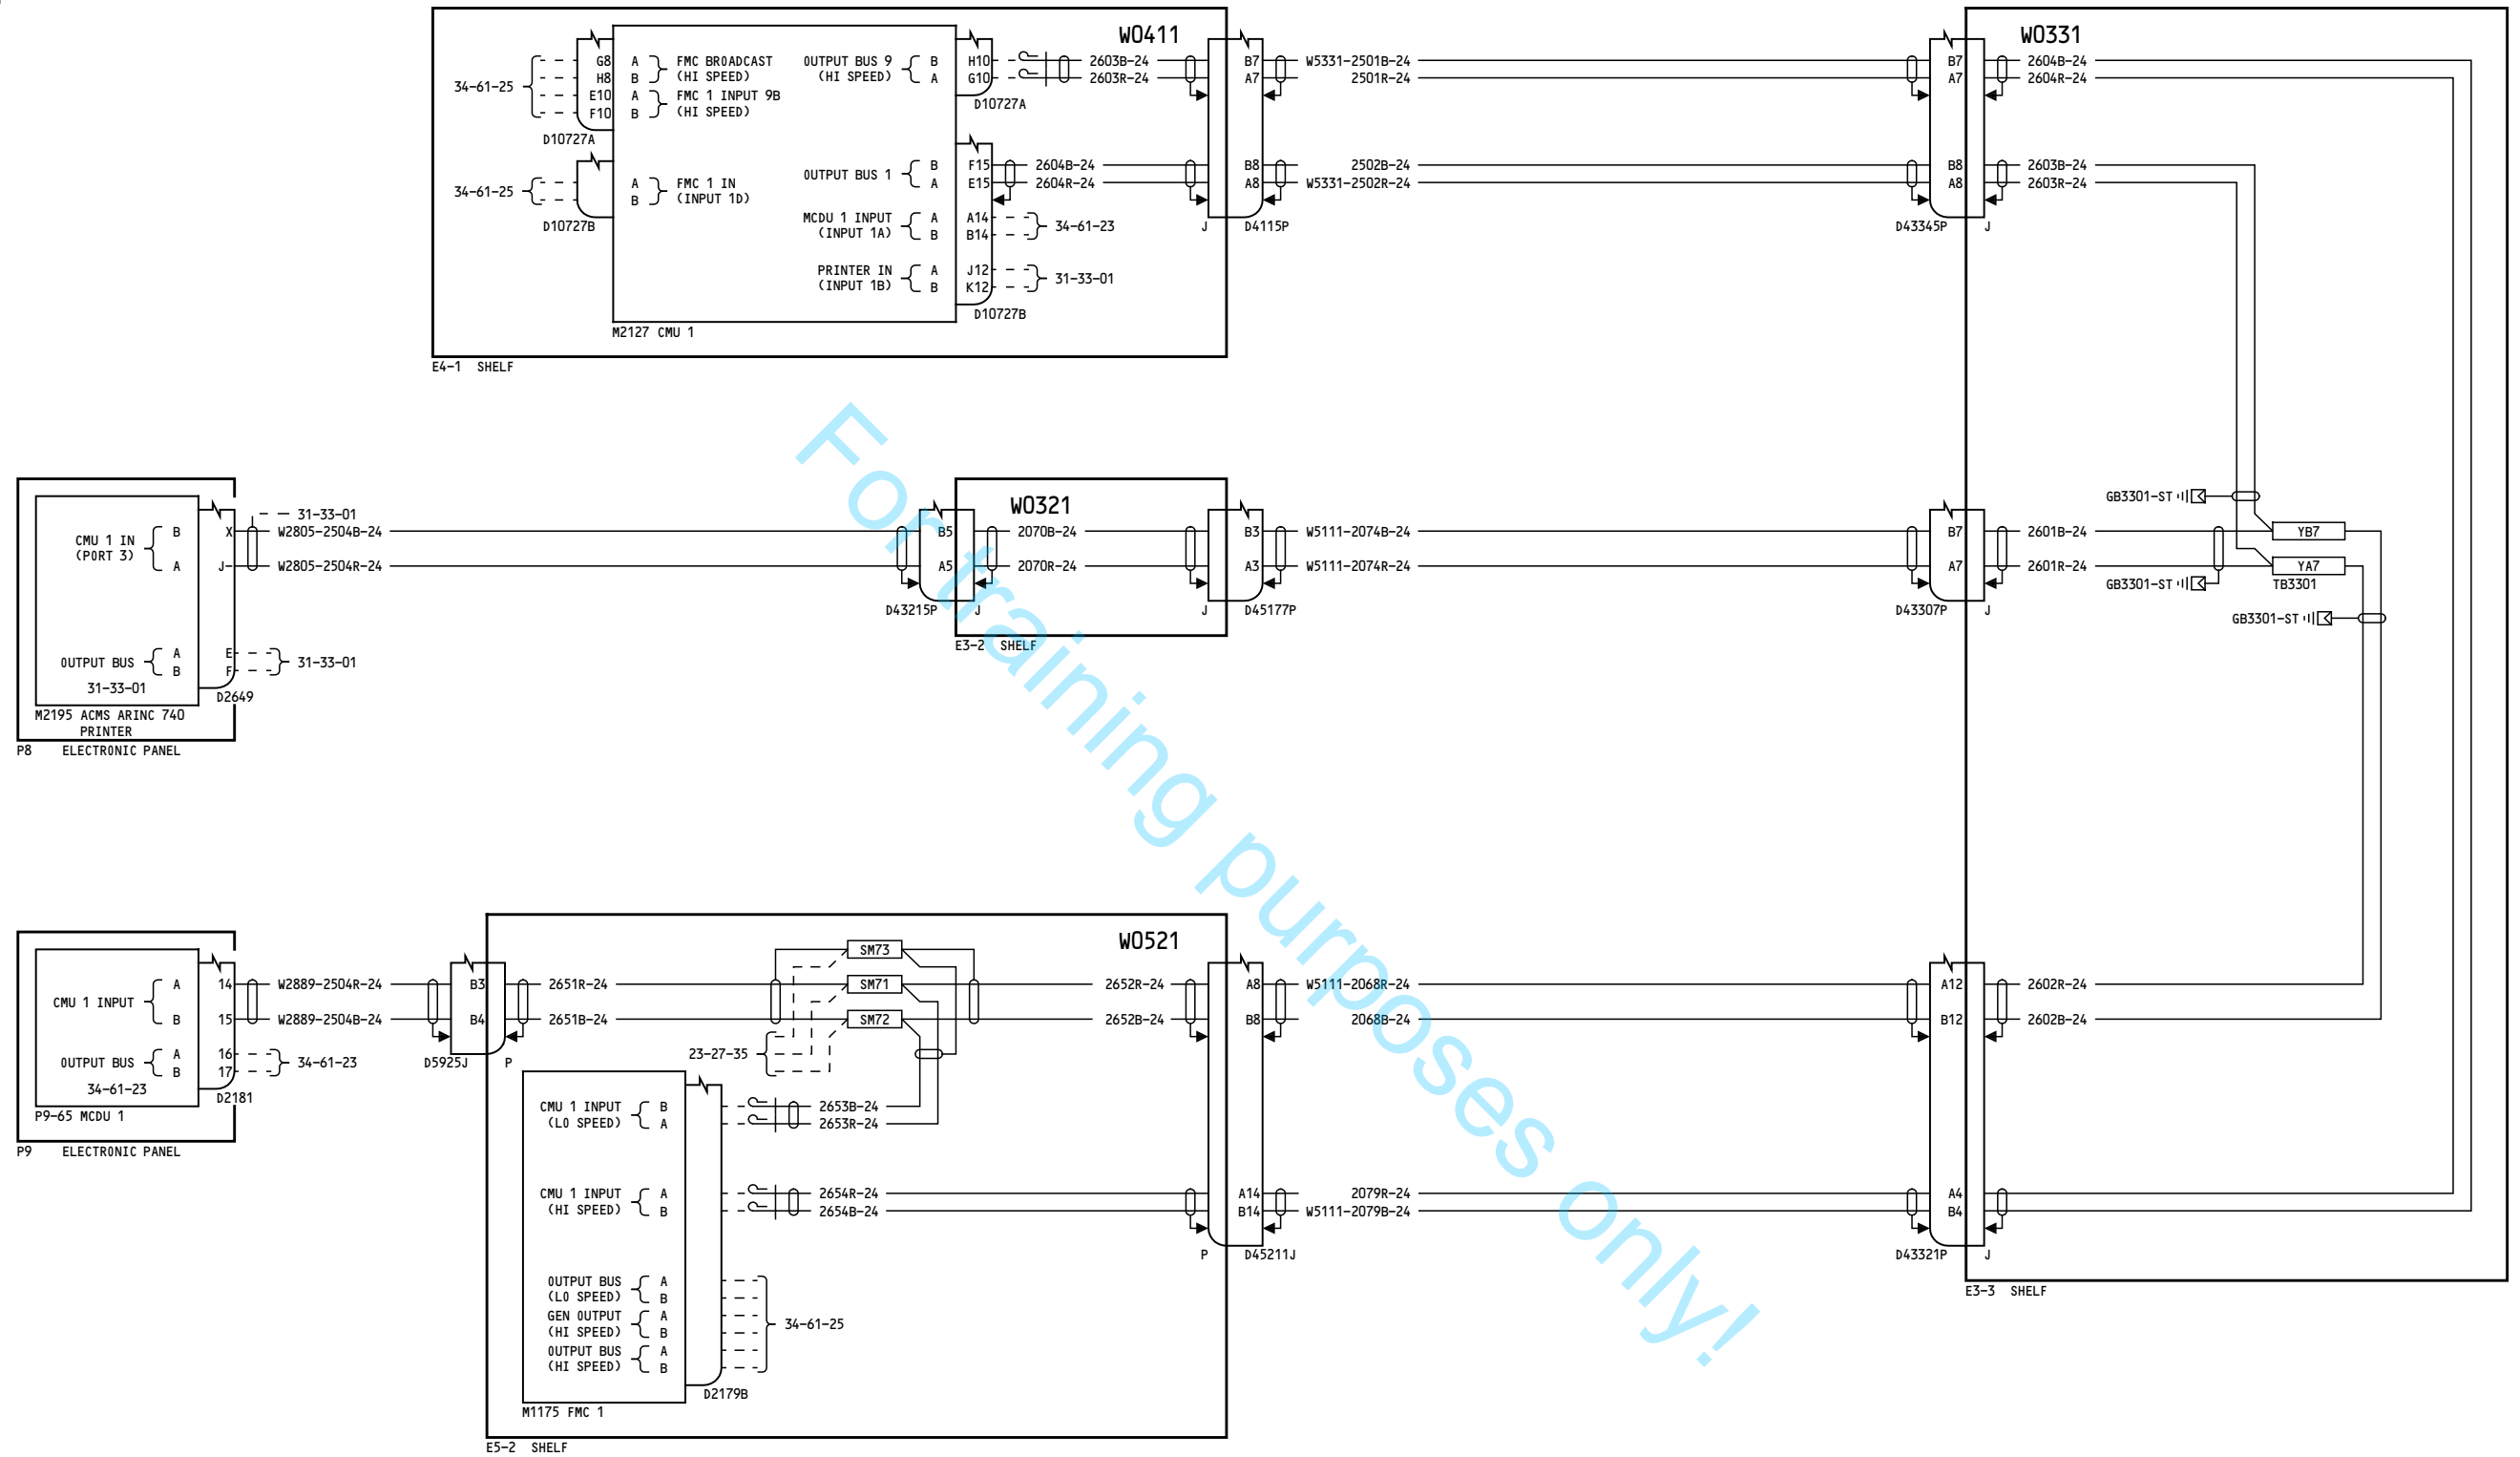 W0411
34-61-25
G8 A FMC BROADCAST
H8 B (HI SPEED)
E10 A FMC 1 INPUT 9B
F10 B (HI SPEED)
D10727A
34-61-25
A FMC 1 IN
B (INPUT 1D)
D10727B
OUTPUT BUS 9 B H10 2603B-24
(HI SPEED) A G10 2603R-24
D10727A
OUTPUT BUS 1
B F15 2604B-24
A E15 2604R-24
MCDU 1 INPUT A A14
(INPUT 1A) B B14
34-61-23
PRINTER IN A J12
(INPUT 1B) B K12
31-33-01
D10727B
M2127 CMU 1
E4-1 SHELF
B7 W5331-2501B-24
A7 2501R-24
B8 2502B-24
A8 W5331-2502R-24
J D4115P
W0331
B7 2604B-24
A7 2604R-24
B8 2603B-24
A8 2603R-24
D43345P J
31-33-01
CMU 1 IN
(PORT 3)
B X W2805-2504B-24
A J- W2805-2504R-24
OUTPUT BUS
A E
B F
31-33-01
31-33-01
D2649
M2195 ACMS ARINC 740
PRINTER
P8 ELECTRONIC PANEL
W0321
B5 2070B-24
A5 2070R-24
D43215P J
B3 W5111-2074B-24
A3 W5111-2074R-24
J D45177P
E3-2 SHELF
B7 2601B-24
A7 2601R-24
D43307P J
GB3301-ST
YB7
YA7
GB3301-ST
TB3301
GB3301-ST
CMU 1 INPUT
A 14 W2889-2504R-24
B 15 W2889-2504B-24
OUTPUT BUS
A 16
B 17
34-61-23
34-61-23
D2181
P9-65 MCDU 1
P9 ELECTRONIC PANEL
W0521
B3 2651R-24
B4 2651B-24
D5925J P
SM73
SM71
SM72
23-27-35
2652R-24
2652B-24
A8 W5111-2068R-24
B8 2068B-24
A12 2602R-24
B12 2602B-24
CMU 1 INPUT B 2653B-24
(LO SPEED) A 2653R-24
CMU 1 INPUT A 2654R-24
(HI SPEED) B 2654B-24
A14 2079R-24
B14 W5111-2079B-24
P D45211J
A4
B4
D43321P J
E3-3 SHELF
OUTPUT BUS A
(LO SPEED) B
GEN OUTPUT A
(HI SPEED) B
OUTPUT BUS A
(HI SPEED) B
34-61-25
D2179B
M1175 FMC 1
E5-2 SHELF
For training purposes only!